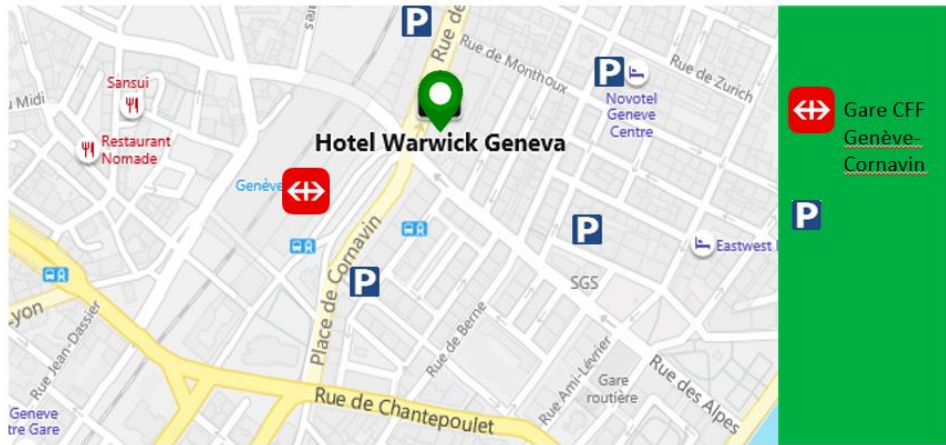 P
Rue de
Rue de Monthoux
Rue de Zurich
P
Novotel
Geneve
Centre
Sansui
u Midi
Restaurant
Nomade
Hotel Warwick Geneva
Genève
Place de Cornavin
P
P
Eastwest
SGS
Lyon
Rue Jean-Dassier
Rue de Berne
Rue Ami-Lévrier
Rue des Alpes
Gare
routière
Rue de Chantepoulet
Geneve
tre Gare
Gare CFF
Genève-
Cornavin
P